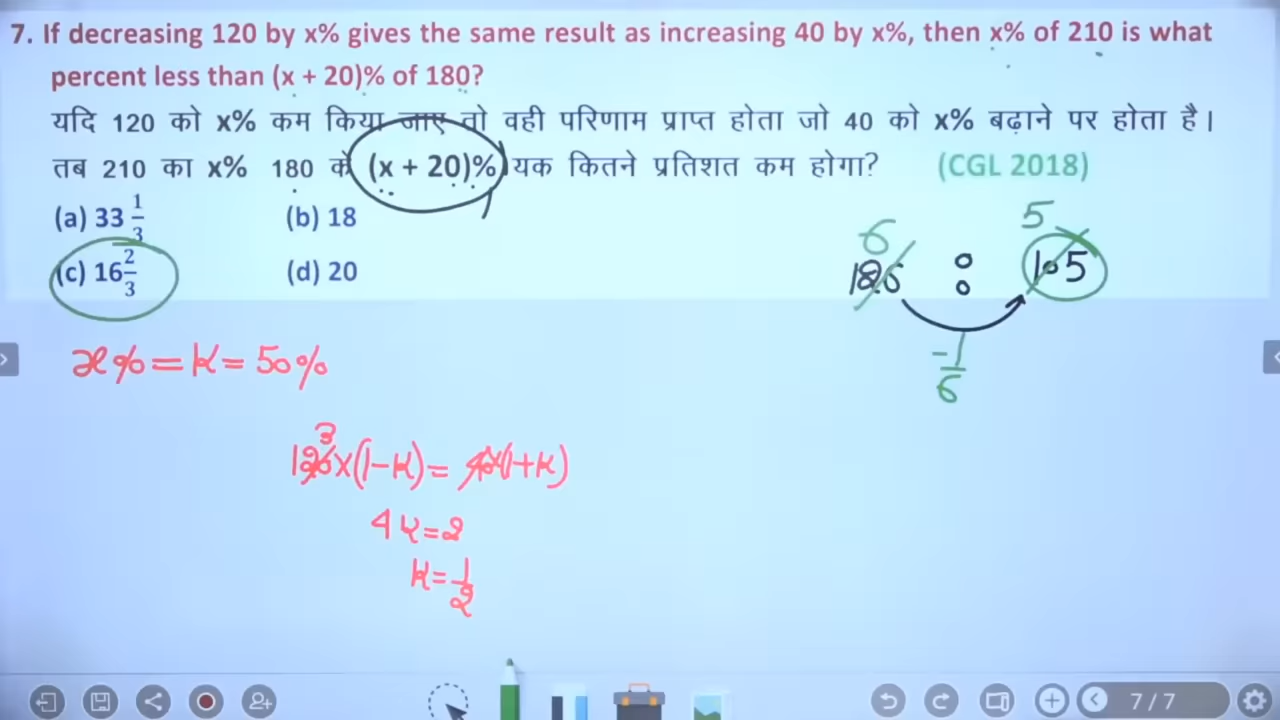 7. If decreasing 120 by x% gives the same result as increasing 40 by x%, then x% of 210 is what
percent less than (x + 20)% of 180?
यदि 120 को x% कम किया जाए तो वही परिणाम प्राप्त होता जो 40 को x% बढ़ाने पर होता है।
तब 210 का x% 180 के (x + 20)% यक कितने प्रतिशत कम होगा? (CGL 2018)
(a) 33 1/3 (b) 18
(c) 16 2/3 (d) 20
6 5
126 : 105
-1/6
x% = K = 50%
3
120×(1-K) = 40×(1+K)
4K = 2
K = 1/2
7 / 7